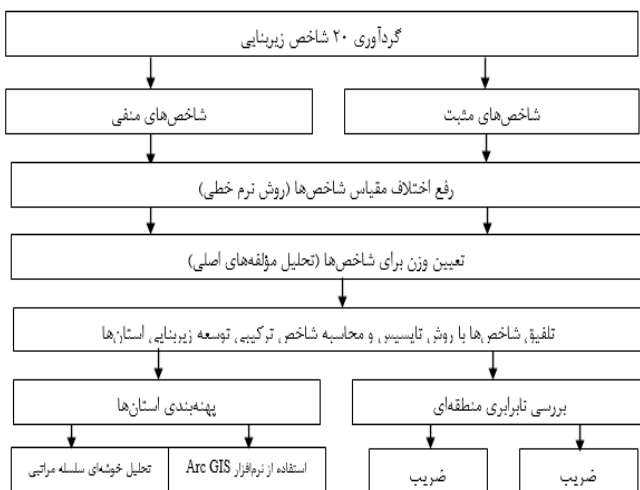 گردآوری ۲۰ شاخص زیربنایی
شاخص‌های مثبت
شاخص‌های منفی
رفع اختلاف مقیاس شاخص‌ها (روش نرم خطی)
تعیین وزن برای شاخص‌ها (تحلیل مؤلفه‌های اصلی)
تلفیق شاخص‌ها با روش تاپسیس و محاسبه شاخص ترکیبی توسعه زیربنایی استان‌ها
بررسی نابرابری منطقه‌ای
پهنه‌بندی استان‌ها
ضریب
ضریب
استفاده از نرم‌افزار Arc GIS
تحلیل خوشه‌ای سلسله مراتبی